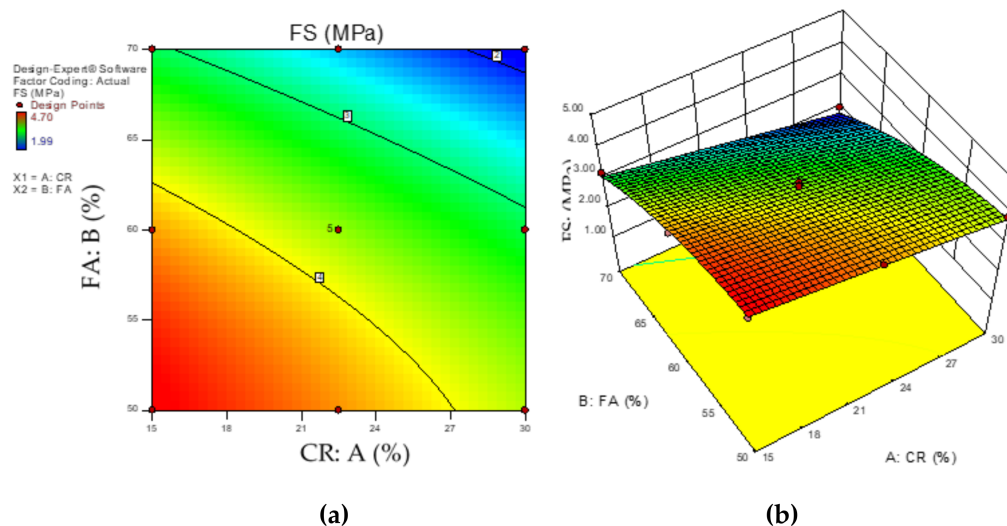 FS (MPa)
Design-Expert® Software
Factor Coding: Actual
FS (MPa)
Design Points
4.70
1.99
X1 = A: CR
X2 = B: FA
FA: B (%)
70
65
60
55
50
15
18
21
24
27
30
CR: A (%)
2
3
4
5
(a)
5.00
4.00
3.00
2.00
1.00
FS: (MPa)
70
65
60
55
50
B: FA (%)
15
18
21
24
27
30
A: CR (%)
(b)